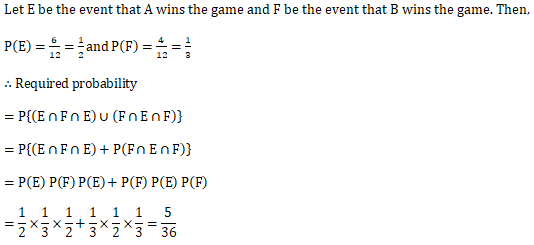 Let E be the event that A wins the game and F be the event that B wins the game. Then,
P(E) = 6/12 = 1/2 and P(F) = 4/12 = 1/3
∴ Required probability
= P{(E ∩ F ∩ E) ∪ (F ∩ E ∩ F)}
= P{(E ∩ F ∩ E) + P(F ∩ E ∩ F)}
= P(E) P(F) P(E) + P(F) P(E) P(F)
= 1/2 × 1/3 × 1/2 + 1/3 × 1/2 × 1/3 = 5/36